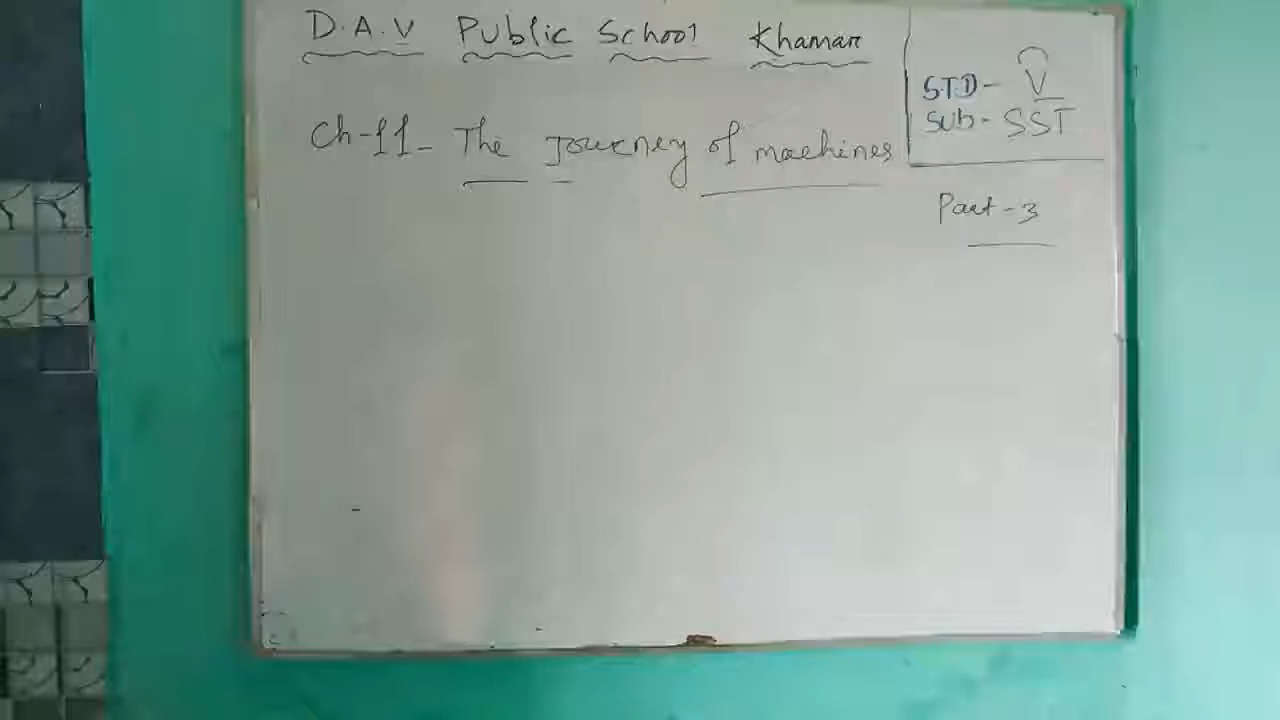 D.A.V Public School Khamar
STD- V
Sub- SST
Ch-11- The Journey of machines
Part-3